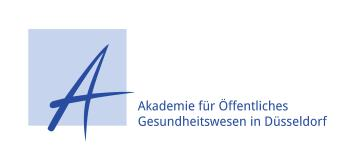 A
Akademie für Öffentliches
Gesundheitswesen in Düsseldorf